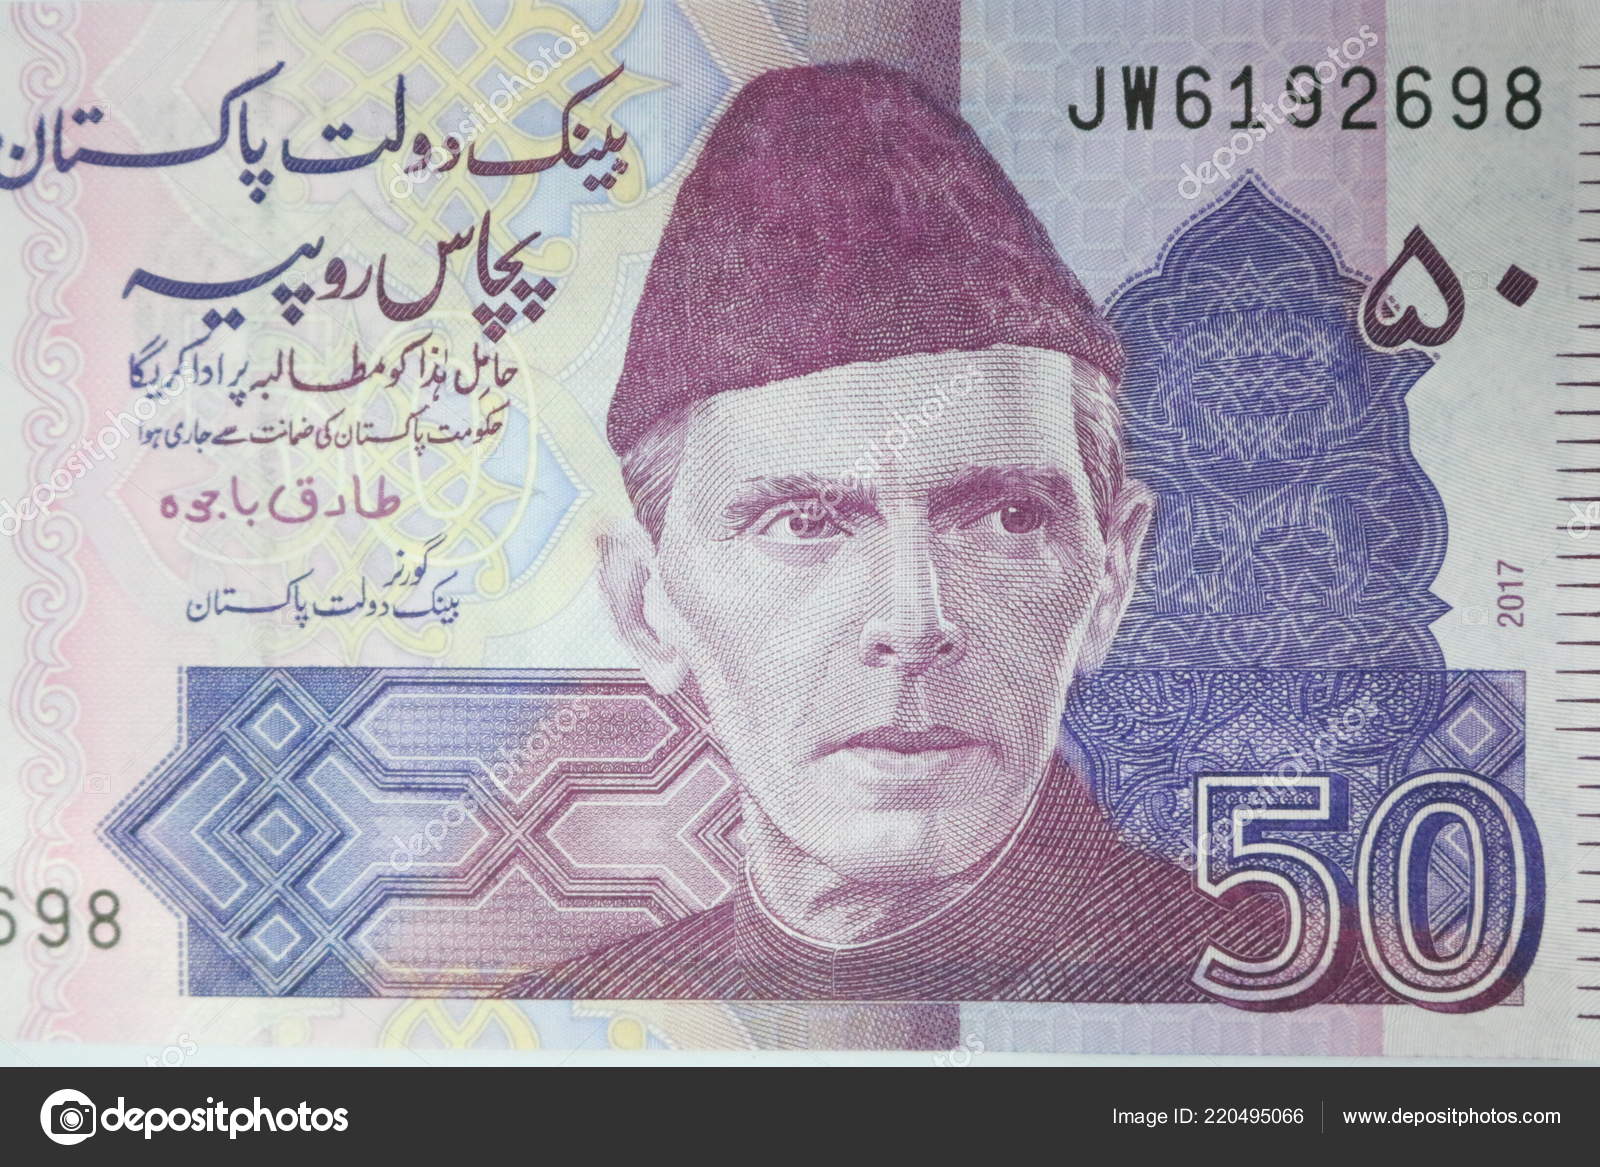 بینک دولت پاکستان
پچاس روپیہ
حامل ہٰذا کو مطالبہ پر ادا کرے گا
حکومت پاکستان کی ضمانت سے جاری ہوا
طارق باجوہ
گورنر
بینک دولت پاکستان
698
JW6192698
۵۰
50
2017
depositphotos
Image ID: 220495066
www.depositphotos.com